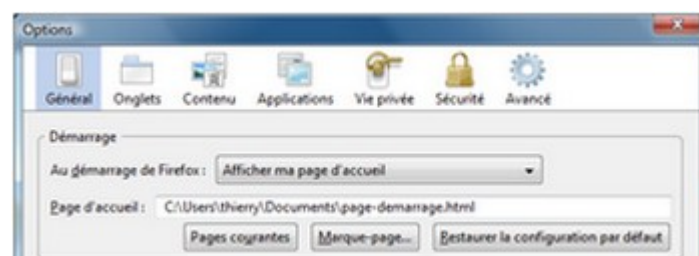 Options
Général Onglets Contenu Applications Vie privée Sécurité Avancé
Démarrage
Au démarrage de Firefox : Afficher ma page d'accueil
Page d'accueil : C:\Users\thierry\Documents\page-demarrage.html
Pages courantes Marque-page... Restaurer la configuration par défaut